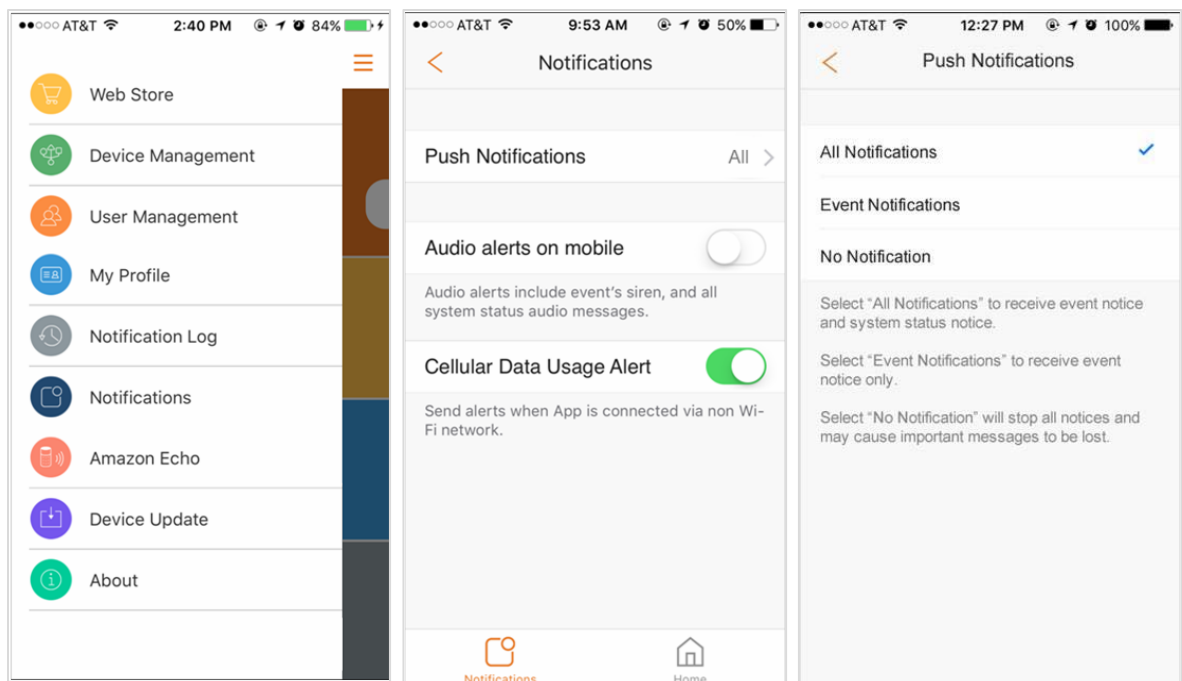 AT&T 2:40 PM 84%
Web Store
Device Management
User Management
My Profile
Notification Log
Notifications
Amazon Echo
Device Update
About
AT&T 9:53 AM 50%
Notifications
Push Notifications All
Audio alerts on mobile
Audio alerts include event's siren, and all
system status audio messages.
Cellular Data Usage Alert
Send alerts when App is connected via non Wi-
Fi network.
Notifications Home
AT&T 12:27 PM 100%
Push Notifications
All Notifications
Event Notifications
No Notification
Select “All Notifications” to receive event notice
and system status notice.
Select “Event Notifications” to receive event
notice only.
Select “No Notification” will stop all notices and
may cause important messages to be lost.